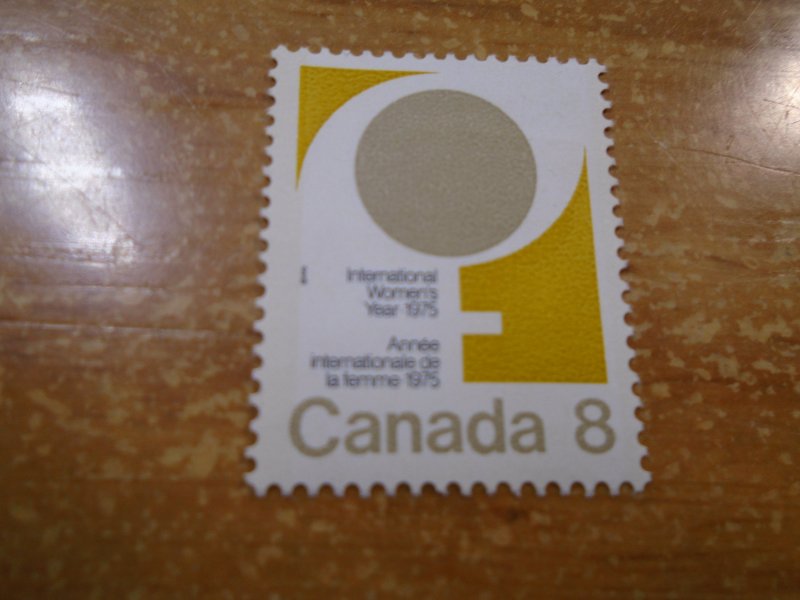 International
Women's
Year 1975
Année
internationale de
la femme 1975
Canada 8